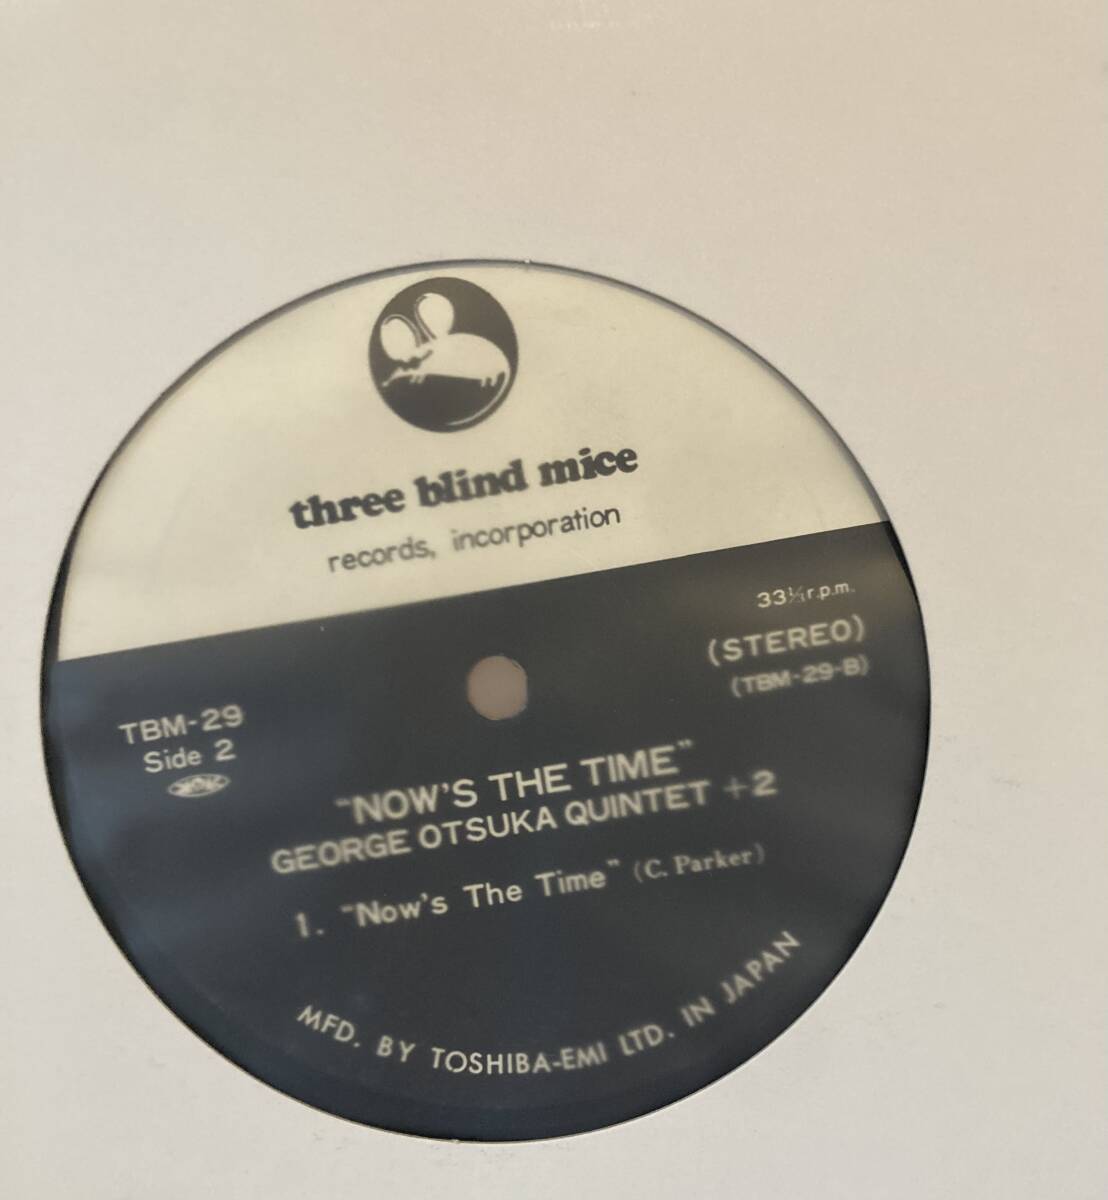 three blind mice
records, incorporation
33⅓ r.p.m.
(STEREO)
(TBM-29-B)
TBM-29
Side 2
"NOW'S THE TIME"
GEORGE OTSUKA QUINTET +2
1. "Now's The Time" (C. Parker)
MFD. BY TOSHIBA-EMI LTD. IN JAPAN